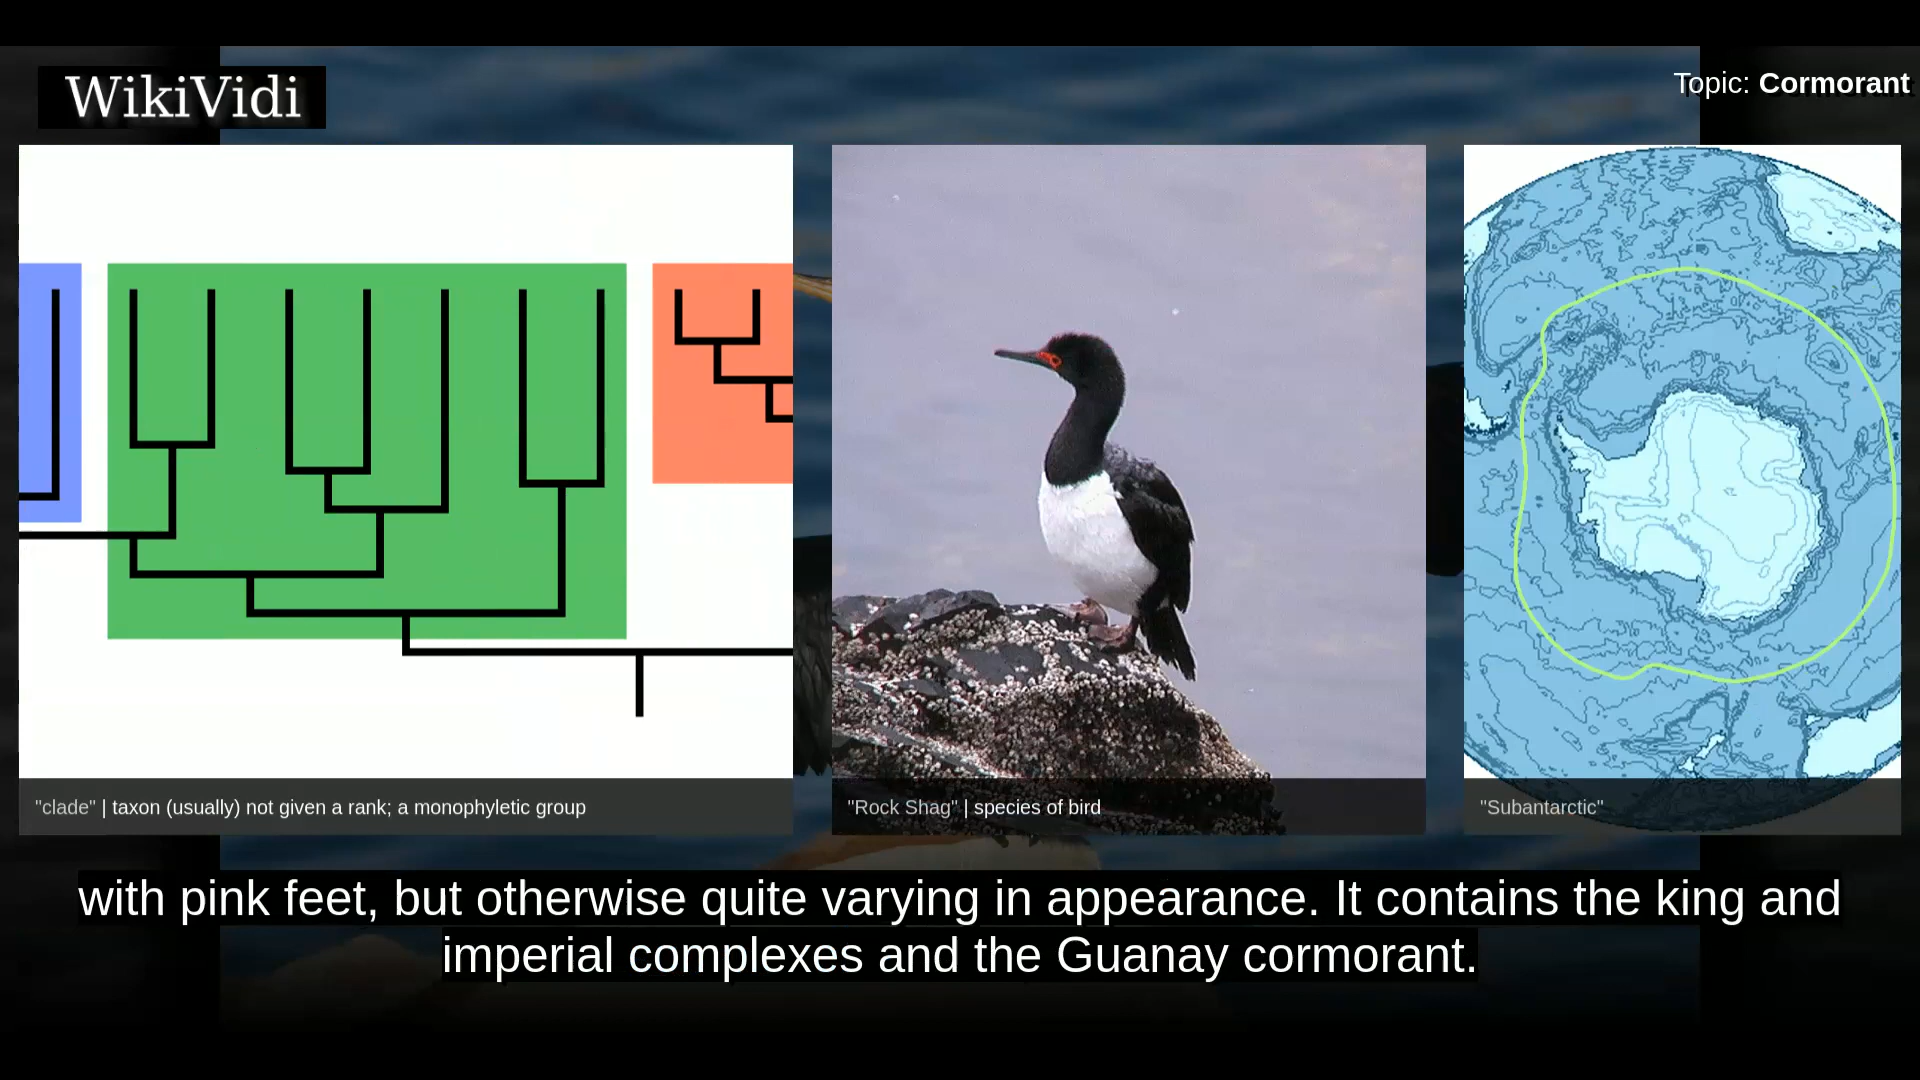 WikiVidi
Topic: Cormorant
"clade" | taxon (usually) not given a rank; a monophyletic group
"Rock Shag" | species of bird
"Subantarctic"
with pink feet, but otherwise quite varying in appearance. It contains the king and
imperial complexes and the Guanay cormorant.